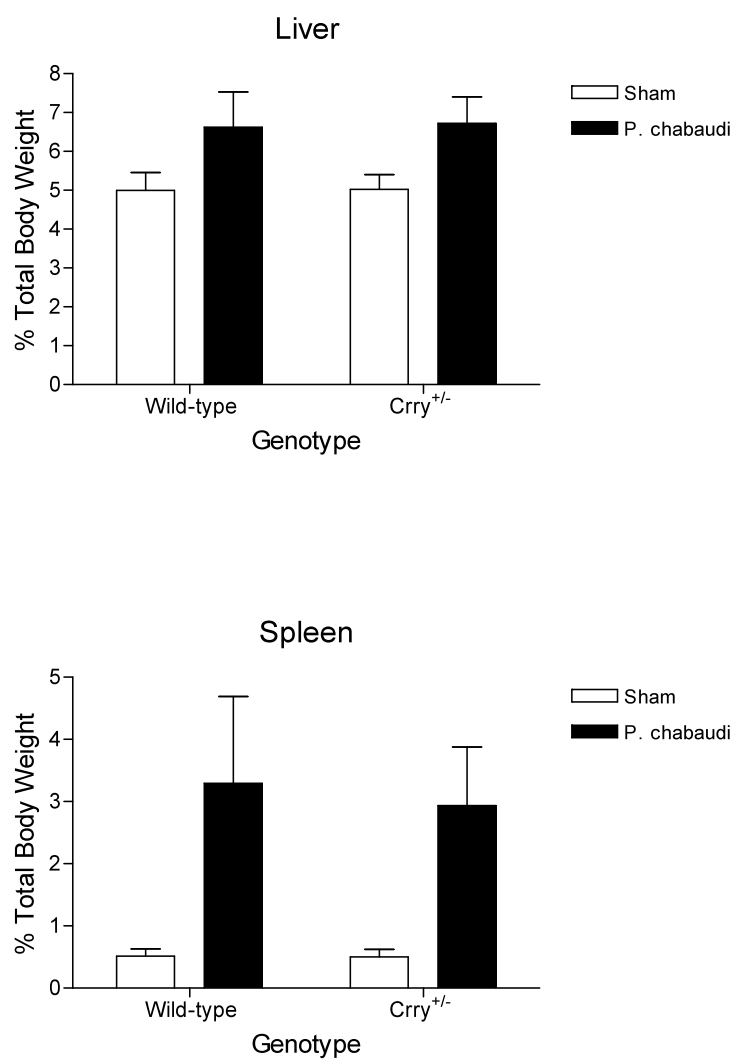 Liver
% Total Body Weight
8
7
6
5
4
3
2
1
0
Sham
P. chabaudi
Wild-type
Crry+/-
Genotype
Spleen
% Total Body Weight
5
4
3
2
1
0
Sham
P. chabaudi
Wild-type
Crry+/-
Genotype